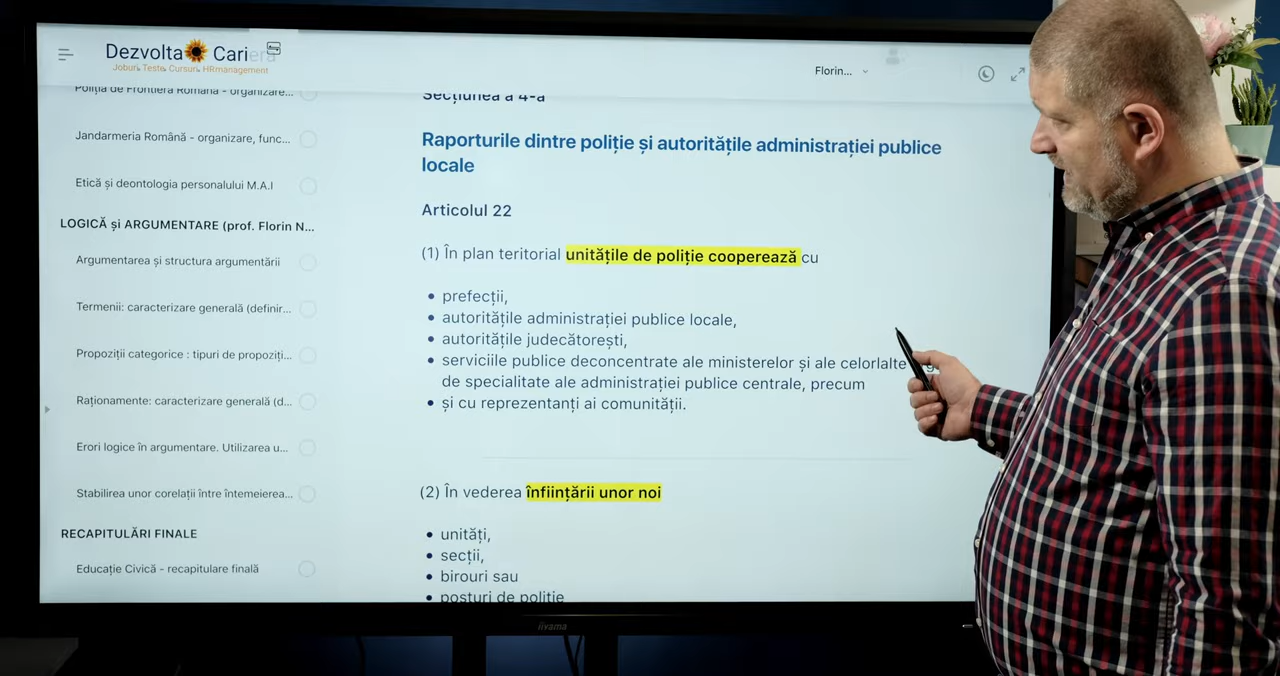 Dezvolta Cariera
Joburi. Teste. Cursuri. HRmanagement
Florin...
Poliția de Frontieră Română - organizare...
Jandarmeria Română - organizare, func...
Etică și deontologia personalului M.A.I
LOGICĂ și ARGUMENTARE (prof. Florin N...
Argumentarea și structura argumentării
Termenii: caracterizare generală (definir...
Propoziții categorice : tipuri de propoziți...
Raționamente: caracterizare generală (d...
Erori logice în argumentare. Utilizarea u...
Stabilirea unor corelații între întemeierea...
RECAPITULĂRI FINALE
Educație Civică - recapitulare finală
Secțiunea a 4-a
Raporturile dintre poliție și autoritățile administrației publice
locale
Articolul 22
(1) În plan teritorial unitățile de poliție cooperează cu
prefecții,
autoritățile administrației publice locale,
autoritățile judecătorești,
serviciile publice deconcentrate ale ministerelor și ale celorlalte
de specialitate ale administrației publice centrale, precum
și cu reprezentanți ai comunității.
(2) În vederea înființării unor noi
unități,
secții,
birouri sau
posturi de poliție
iiyama